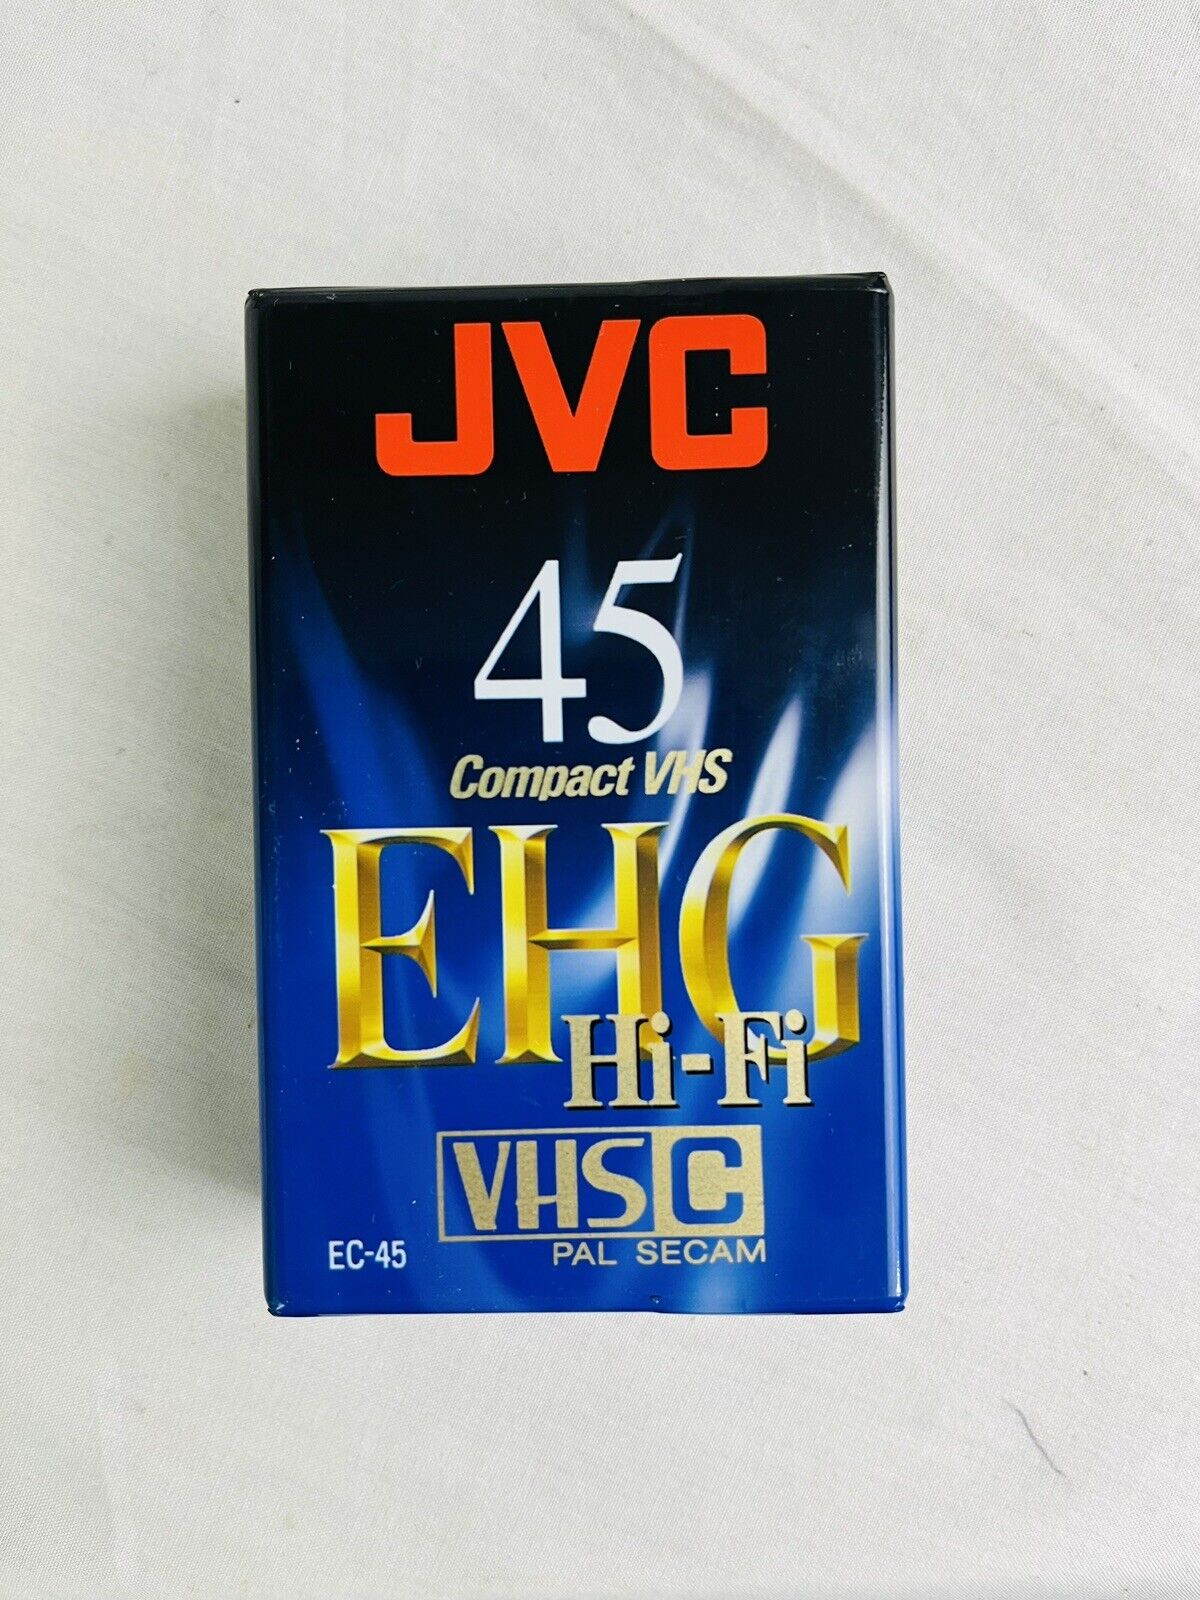 JVC
45
Compact VHS
EHG
Hi-Fi
VHS C
EC-45 PAL SECAM